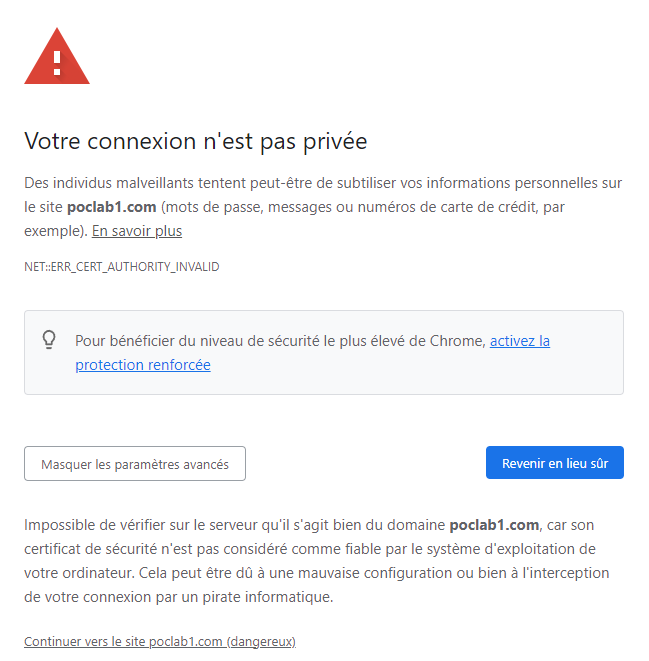 Votre connexion n'est pas privée
Des individus malveillants tentent peut-être de subtiliser vos informations personnelles sur
le site poclab1.com (mots de passe, messages ou numéros de carte de crédit, par
exemple). En savoir plus
NET::ERR_CERT_AUTHORITY_INVALID
Pour bénéficier du niveau de sécurité le plus élevé de Chrome, activez la
protection renforcée
Masquer les paramètres avancés
Revenir en lieu sûr
Impossible de vérifier sur le serveur qu'il s'agit bien du domaine poclab1.com, car son
certificat de sécurité n'est pas considéré comme fiable par le système d'exploitation de
votre ordinateur. Cela peut être dû à une mauvaise configuration ou bien à l'interception
de votre connexion par un pirate informatique.
Continuer vers le site poclab1.com (dangereux)